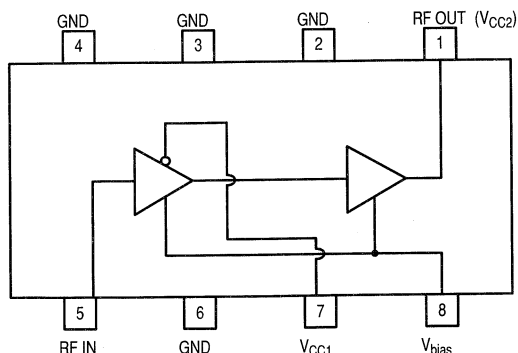 GND
GND
GND
RF OUT (VCC2)
4
3
2
1
5
6
7
8
RF IN
GND
VCC1
Vbias